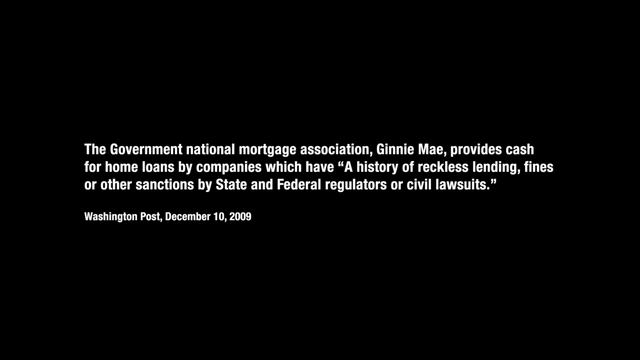 The Government national mortgage association, Ginnie Mae, provides cash
for home loans by companies which have “A history of reckless lending, fines
or other sanctions by State and Federal regulators or civil lawsuits.”
Washington Post, December 10, 2009